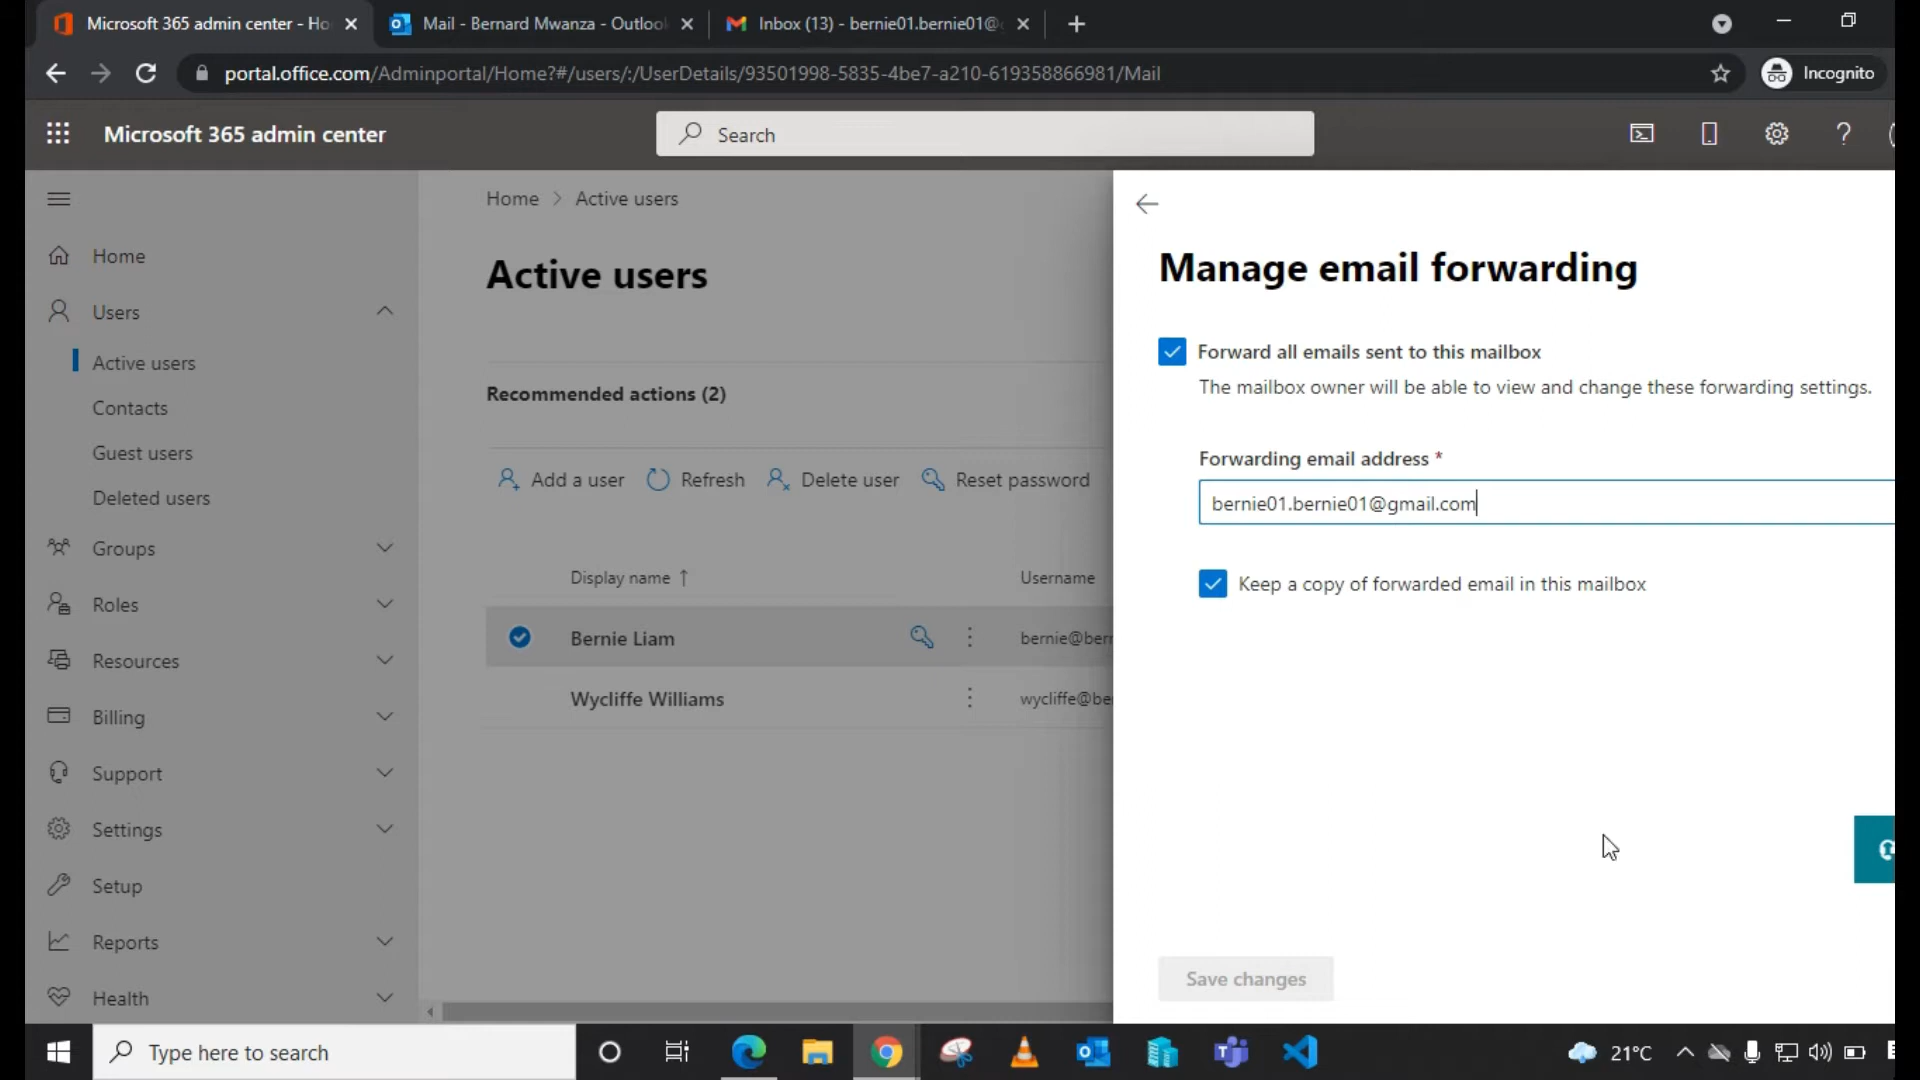 Microsoft 365 admin center - Ho
Mail - Bernard Mwanza - Outloo
Inbox (13) - bernie01.bernie01@
portal.office.com/Adminportal/Home?#/users/:/UserDetails/93501998-5835-4be7-a210-619358866981/Mail
Incognito
Microsoft 365 admin center
Search
Home
Users
Active users
Contacts
Guest users
Deleted users
Groups
Roles
Resources
Billing
Support
Settings
Setup
Reports
Health
Home > Active users
Active users
Recommended actions (2)
Add a user
Refresh
Delete user
Reset password
Display name ↑
Username
Bernie Liam
bernie@bern
Wycliffe Williams
wycliffe@be
Manage email forwarding
Forward all emails sent to this mailbox
The mailbox owner will be able to view and change these forwarding settings.
Forwarding email address *
bernie01.bernie01@gmail.com
Keep a copy of forwarded email in this mailbox
Save changes
Type here to search
21°C